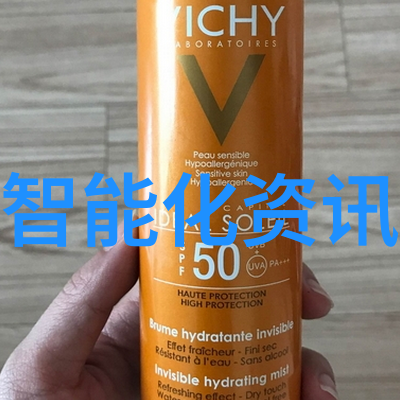 VICHY
LABORATOIRES
Peau sensible
Hypoallergénique
Sensitive skin
Hypoallergenic
智能化资讯
SPF 50 UVB + UVA PA+++
HAUTE PROTECTION
HIGH PROTECTION
Brume hydratante invisible
Effet fraîcheur - Fini sec
Résistant à l'eau - Sans alcool
Invisible hydrating mist
Refreshing effect - Dry touch